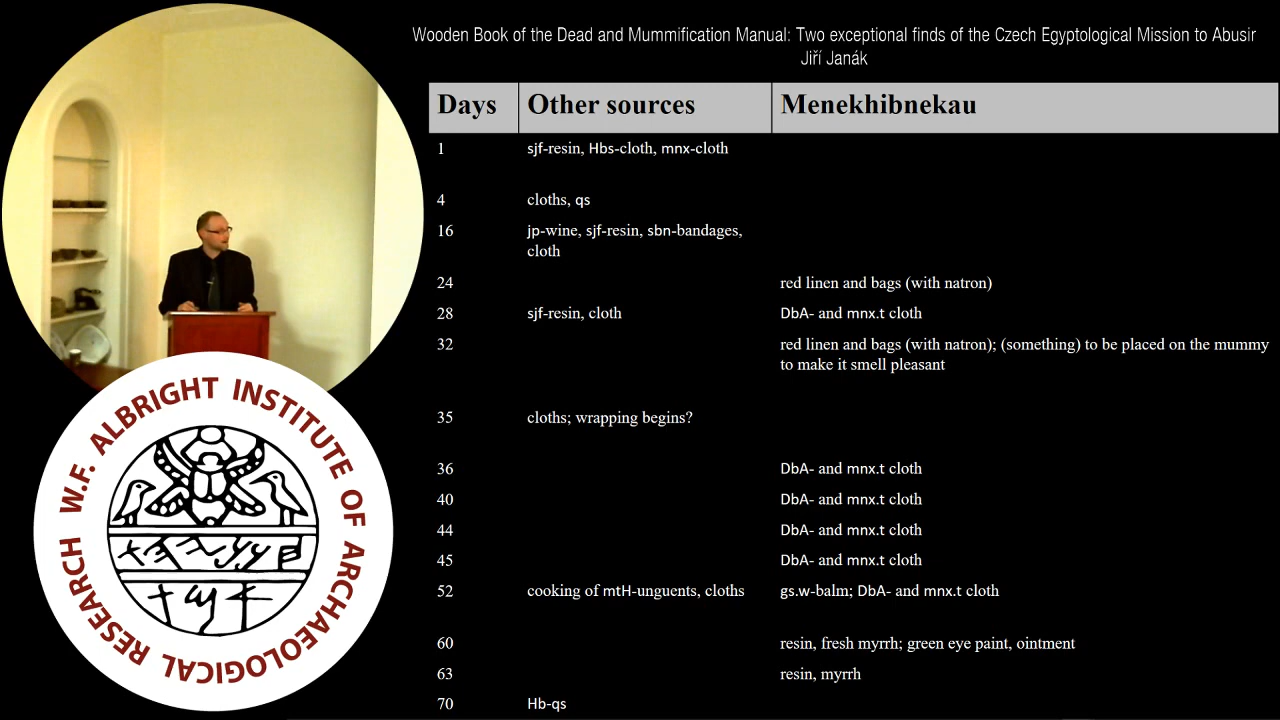 Wooden Book of the Dead and Mummification Manual: Two exceptional finds of the Czech Egyptological Mission to Abusir
Jiří Janák
Days Other sources Menekhibnekau
1 sjf-resin, Hbs-cloth, mnx-cloth
4 cloths, qs
16 jp-wine, sjf-resin, sbn-bandages,
cloth
24 red linen and bags (with natron)
28 sjf-resin, cloth DbA- and mnx.t cloth
32 red linen and bags (with natron); (something) to be placed on the mummy
to make it smell pleasant
35 cloths; wrapping begins?
36 DbA- and mnx.t cloth
40 DbA- and mnx.t cloth
44 DbA- and mnx.t cloth
45 DbA- and mnx.t cloth
52 cooking of mtH-unguents, cloths gs.w-balm; DbA- and mnx.t cloth
60 resin, fresh myrrh; green eye paint, ointment
63 resin, myrrh
70 Hb-qs
W.F. ALBRIGHT INSTITUTE OF ARCHAEOLOGICAL RESEARCH